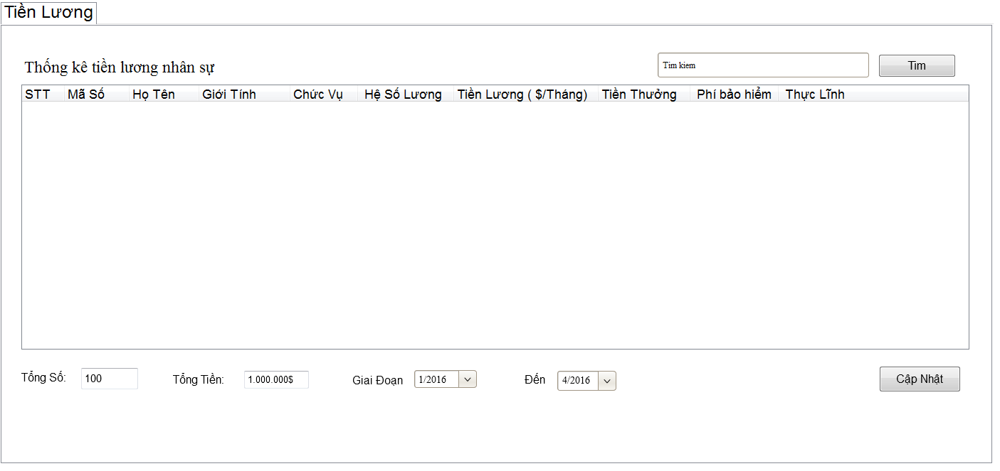 Tiền Lương
Thống kê tiền lương nhân sự
Tim kiem
Tim
STT Mã Số Họ Tên Giới Tính Chức Vụ Hệ Số Lương Tiền Lương ( $/Tháng) Tiền Thưởng Phí bảo hiểm Thực Lĩnh
Tổng Số: 100 Tổng Tiền: 1.000.000$ Giai Đoạn 1/2016 Đến 4/2016 Cập Nhật